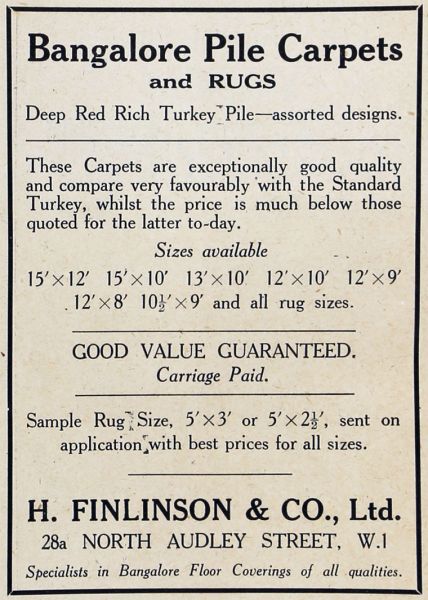 Bangalore Pile Carpets
and RUGS
Deep Red Rich Turkey Pile—assorted designs.
These Carpets are exceptionally good quality
and compare very favourably with the Standard
Turkey, whilst the price is much below those
quoted for the latter to-day.
Sizes available
15′×12′ 15′×10′ 13′×10′ 12′×10′ 12′×9′
12′×8′ 10½′×9′ and all rug sizes.
GOOD VALUE GUARANTEED.
Carriage Paid.
Sample Rug Size, 5′×3′ or 5′×2½′, sent on
application with best prices for all sizes.
H. FINLINSON & CO., Ltd.
28a NORTH AUDLEY STREET, W.1
Specialists in Bangalore Floor Coverings of all qualities.